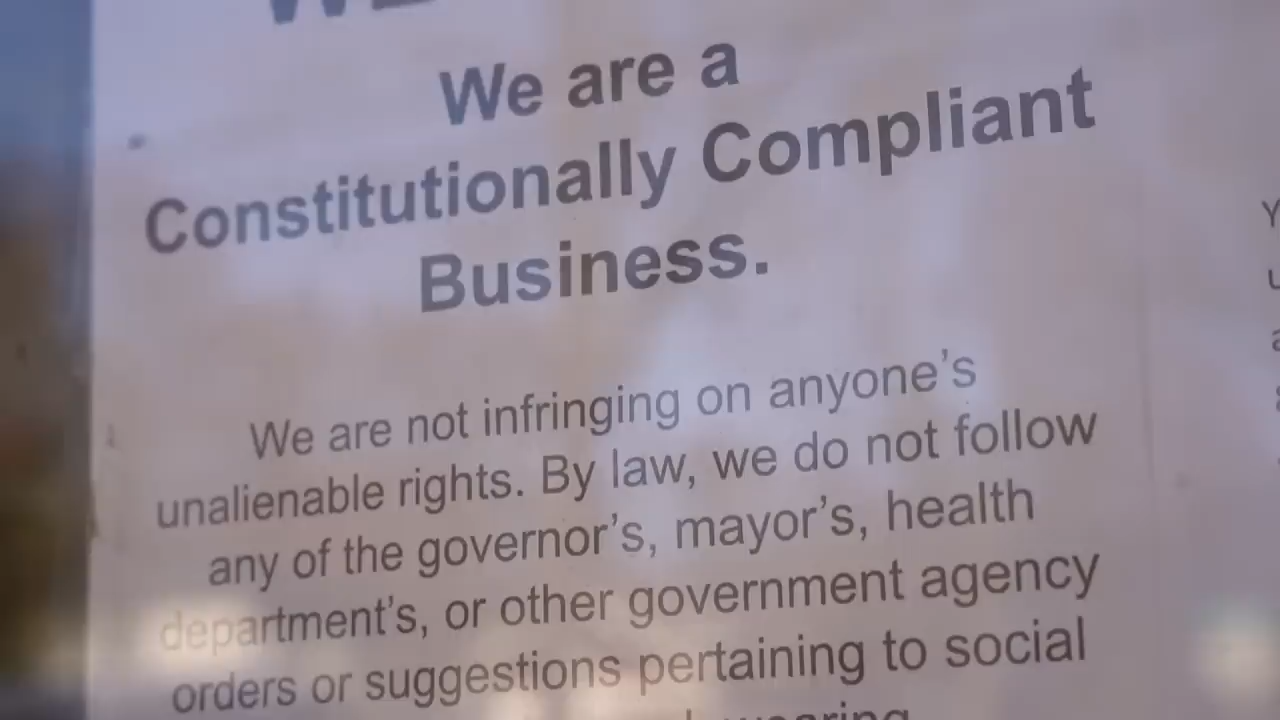 We are a
Constitutionally Compliant
Business.
We are not infringing on anyone's
unalienable rights. By law, we do not follow
any of the governor's, mayor's, health
department's, or other government agency
orders or suggestions pertaining to social